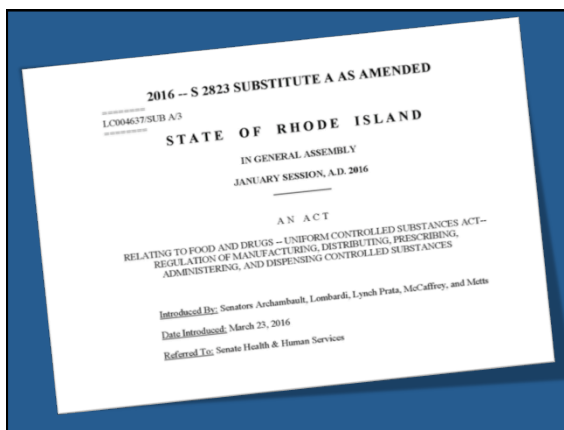 2016 -- S 2823 SUBSTITUTE A AS AMENDED
========
LC004637/SUB A/3
========
STATE OF RHODE ISLAND
IN GENERAL ASSEMBLY
JANUARY SESSION, A.D. 2016
AN ACT
RELATING TO FOOD AND DRUGS -- UNIFORM CONTROLLED SUBSTANCES ACT--
REGULATION OF MANUFACTURING, DISTRIBUTING, PRESCRIBING,
ADMINISTERING, AND DISPENSING CONTROLLED SUBSTANCES
Introduced By: Senators Archambault, Lombardi, Lynch Prata, McCaffrey, and Metts
Date Introduced: March 23, 2016
Referred To: Senate Health & Human Services